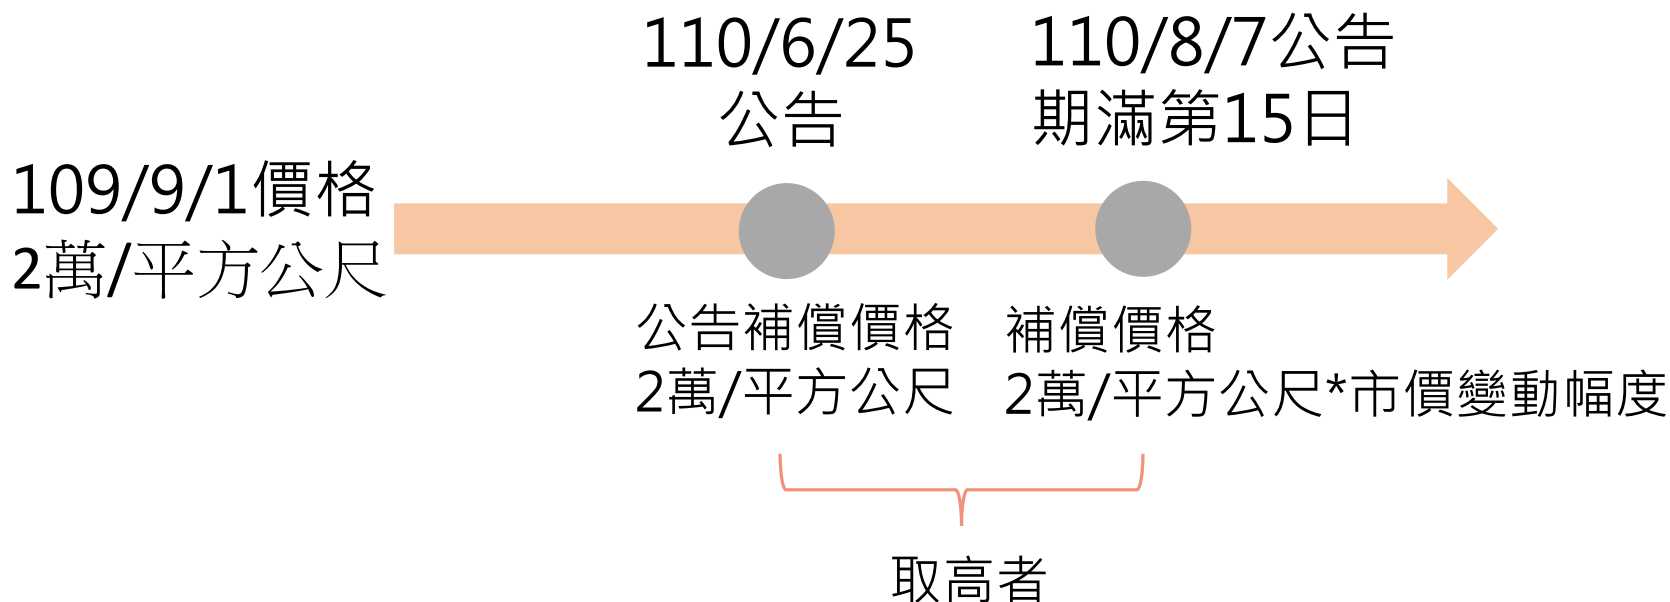 109/9/1價格
2萬/平方公尺
110/6/25
公告
110/8/7公告
期滿第15日
公告補償價格
2萬/平方公尺
補償價格
2萬/平方公尺*市價變動幅度
取高者